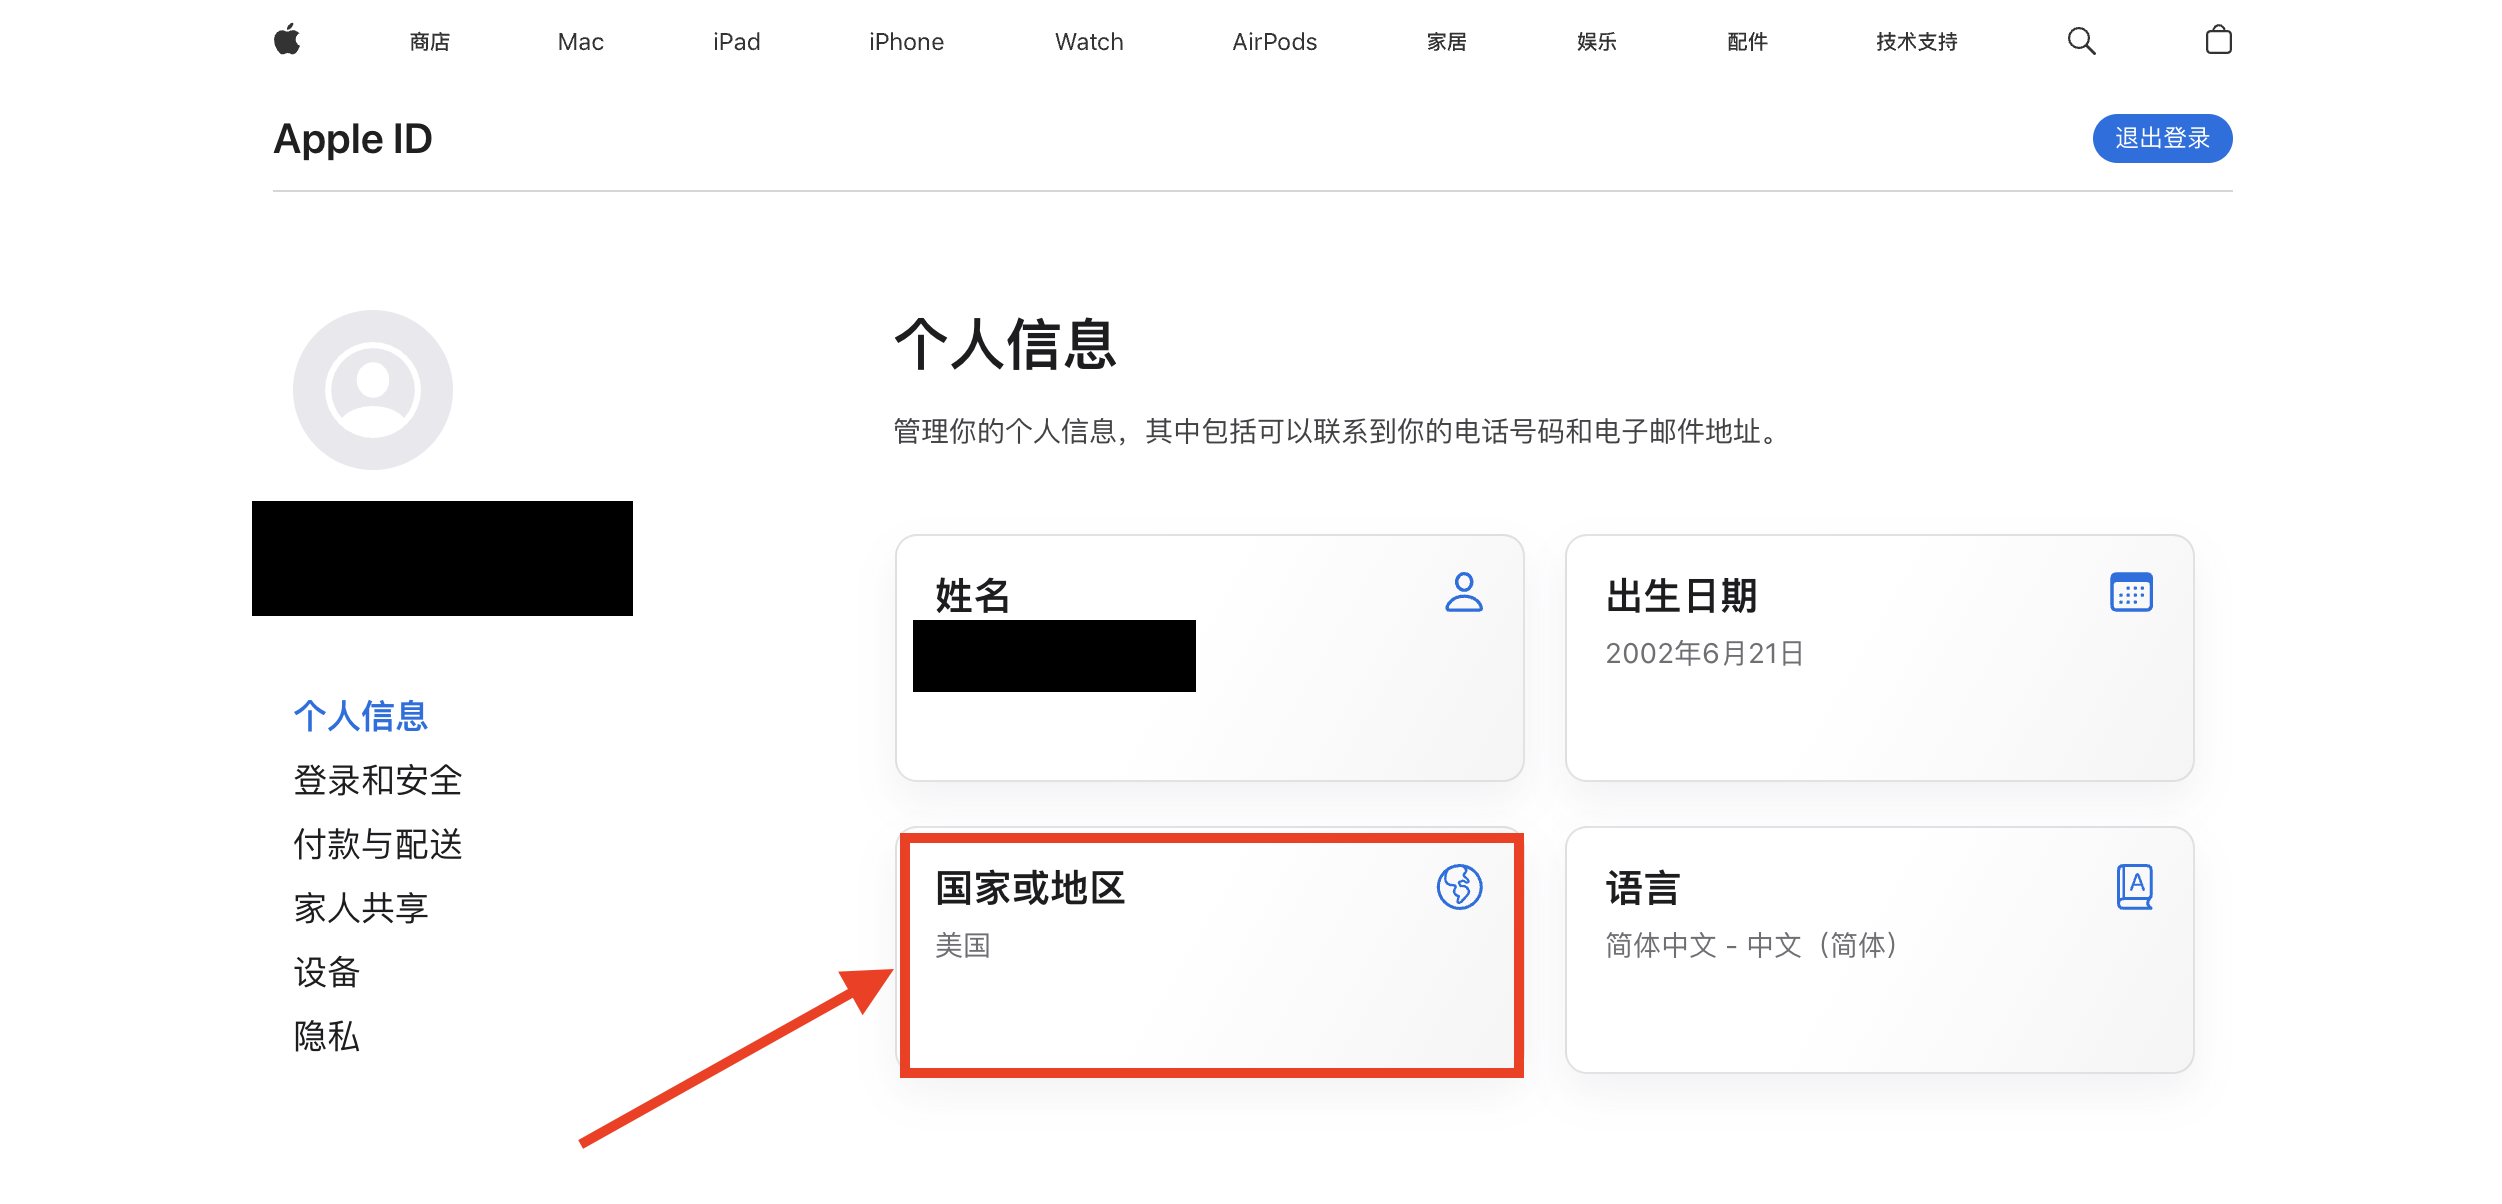 商店 Mac iPad iPhone Watch AirPods 家居 娱乐 配件 技术支持
Apple ID 退出登录
个人信息
管理你的个人信息，其中包括可以联系到你的电话号码和电子邮件地址。
姓名
出生日期
2002年6月21日
国家或地区
美国
语言
简体中文 - 中文（简体）
个人信息
登录和安全
付款与配送
家人共享
设备
隐私